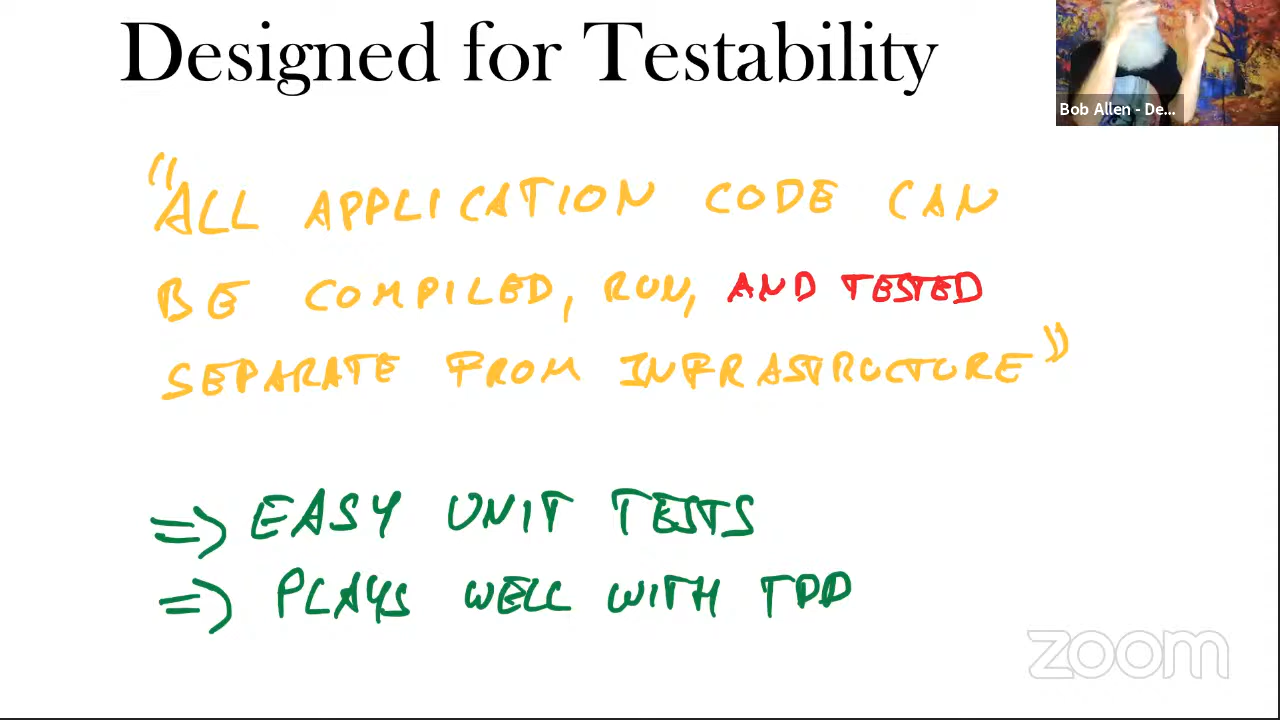 Designed for Testability
Bob Allen - De...
"ALL APPLICATION CODE CAN
BE COMPILED, RUN, AND TESTED
SEPARATE FROM INFRASTRUCTURE"
=> EASY UNIT TESTS
=> PLAYS WELL WITH TDD
zoom